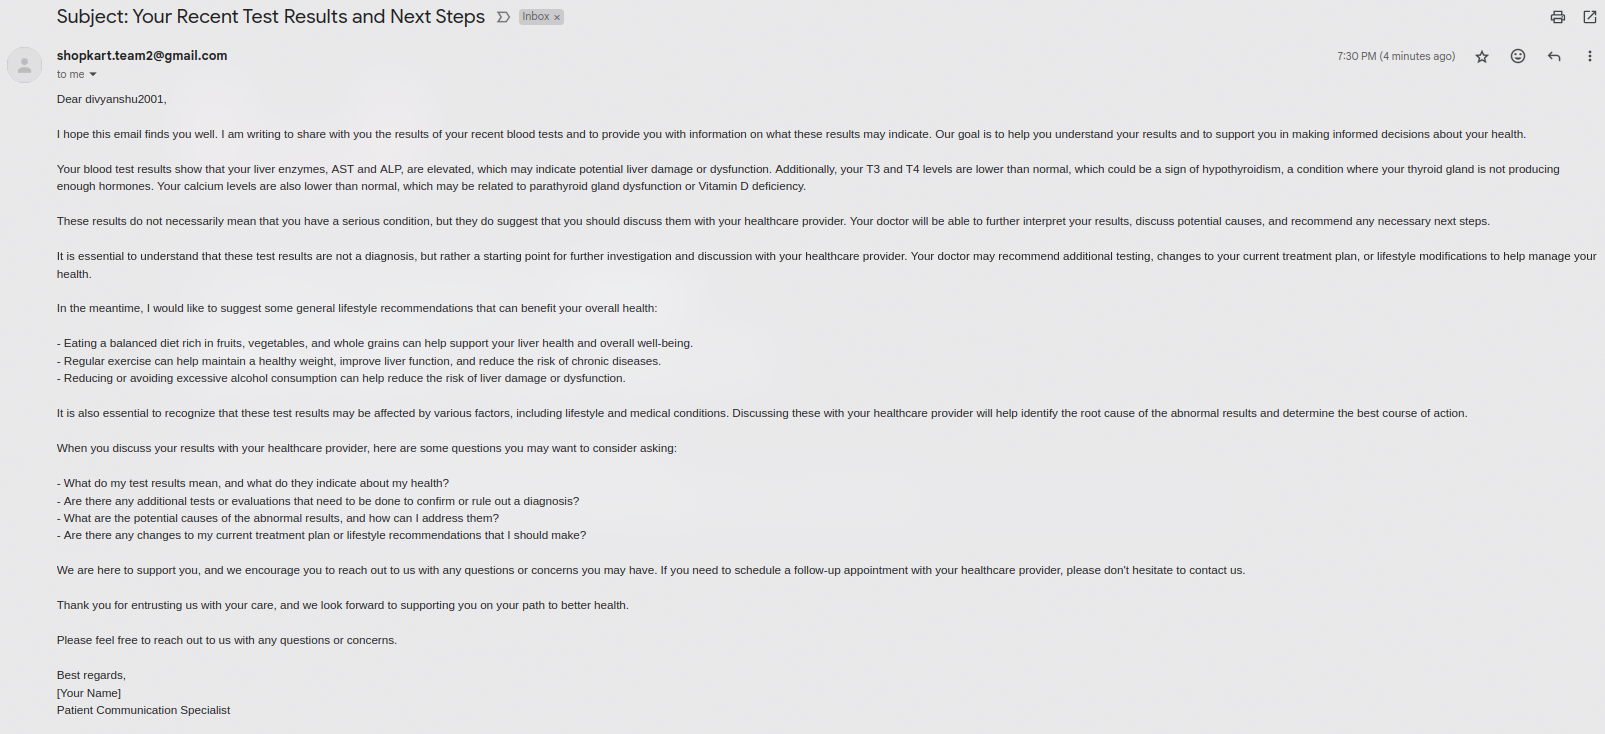 Subject: Your Recent Test Results and Next Steps
Inbox ×
shopkart.team2@gmail.com
7:30 PM (4 minutes ago)
to me
Dear divyanshu2001,
I hope this email finds you well. I am writing to share with you the results of your recent blood tests and to provide you with information on what these results may indicate. Our goal is to help you understand your results and to support you in making informed decisions about your health.
Your blood test results show that your liver enzymes, AST and ALP, are elevated, which may indicate potential liver damage or dysfunction. Additionally, your T3 and T4 levels are lower than normal, which could be a sign of hypothyroidism, a condition where your thyroid gland is not producing
enough hormones. Your calcium levels are also lower than normal, which may be related to parathyroid gland dysfunction or Vitamin D deficiency.
These results do not necessarily mean that you have a serious condition, but they do suggest that you should discuss them with your healthcare provider. Your doctor will be able to further interpret your results, discuss potential causes, and recommend any necessary next steps.
It is essential to understand that these test results are not a diagnosis, but rather a starting point for further investigation and discussion with your healthcare provider. Your doctor may recommend additional testing, changes to your current treatment plan, or lifestyle modifications to help manage your
health.
In the meantime, I would like to suggest some general lifestyle recommendations that can benefit your overall health:
- Eating a balanced diet rich in fruits, vegetables, and whole grains can help support your liver health and overall well-being.
- Regular exercise can help maintain a healthy weight, improve liver function, and reduce the risk of chronic diseases.
- Reducing or avoiding excessive alcohol consumption can help reduce the risk of liver damage or dysfunction.
It is also essential to recognize that these test results may be affected by various factors, including lifestyle and medical conditions. Discussing these with your healthcare provider will help identify the root cause of the abnormal results and determine the best course of action.
When you discuss your results with your healthcare provider, here are some questions you may want to consider asking:
- What do my test results mean, and what do they indicate about my health?
- Are there any additional tests or evaluations that need to be done to confirm or rule out a diagnosis?
- What are the potential causes of the abnormal results, and how can I address them?
- Are there any changes to my current treatment plan or lifestyle recommendations that I should make?
We are here to support you, and we encourage you to reach out to us with any questions or concerns you may have. If you need to schedule a follow-up appointment with your healthcare provider, please don't hesitate to contact us.
Thank you for entrusting us with your care, and we look forward to supporting you on your path to better health.
Please feel free to reach out to us with any questions or concerns.
Best regards,
[Your Name]
Patient Communication Specialist